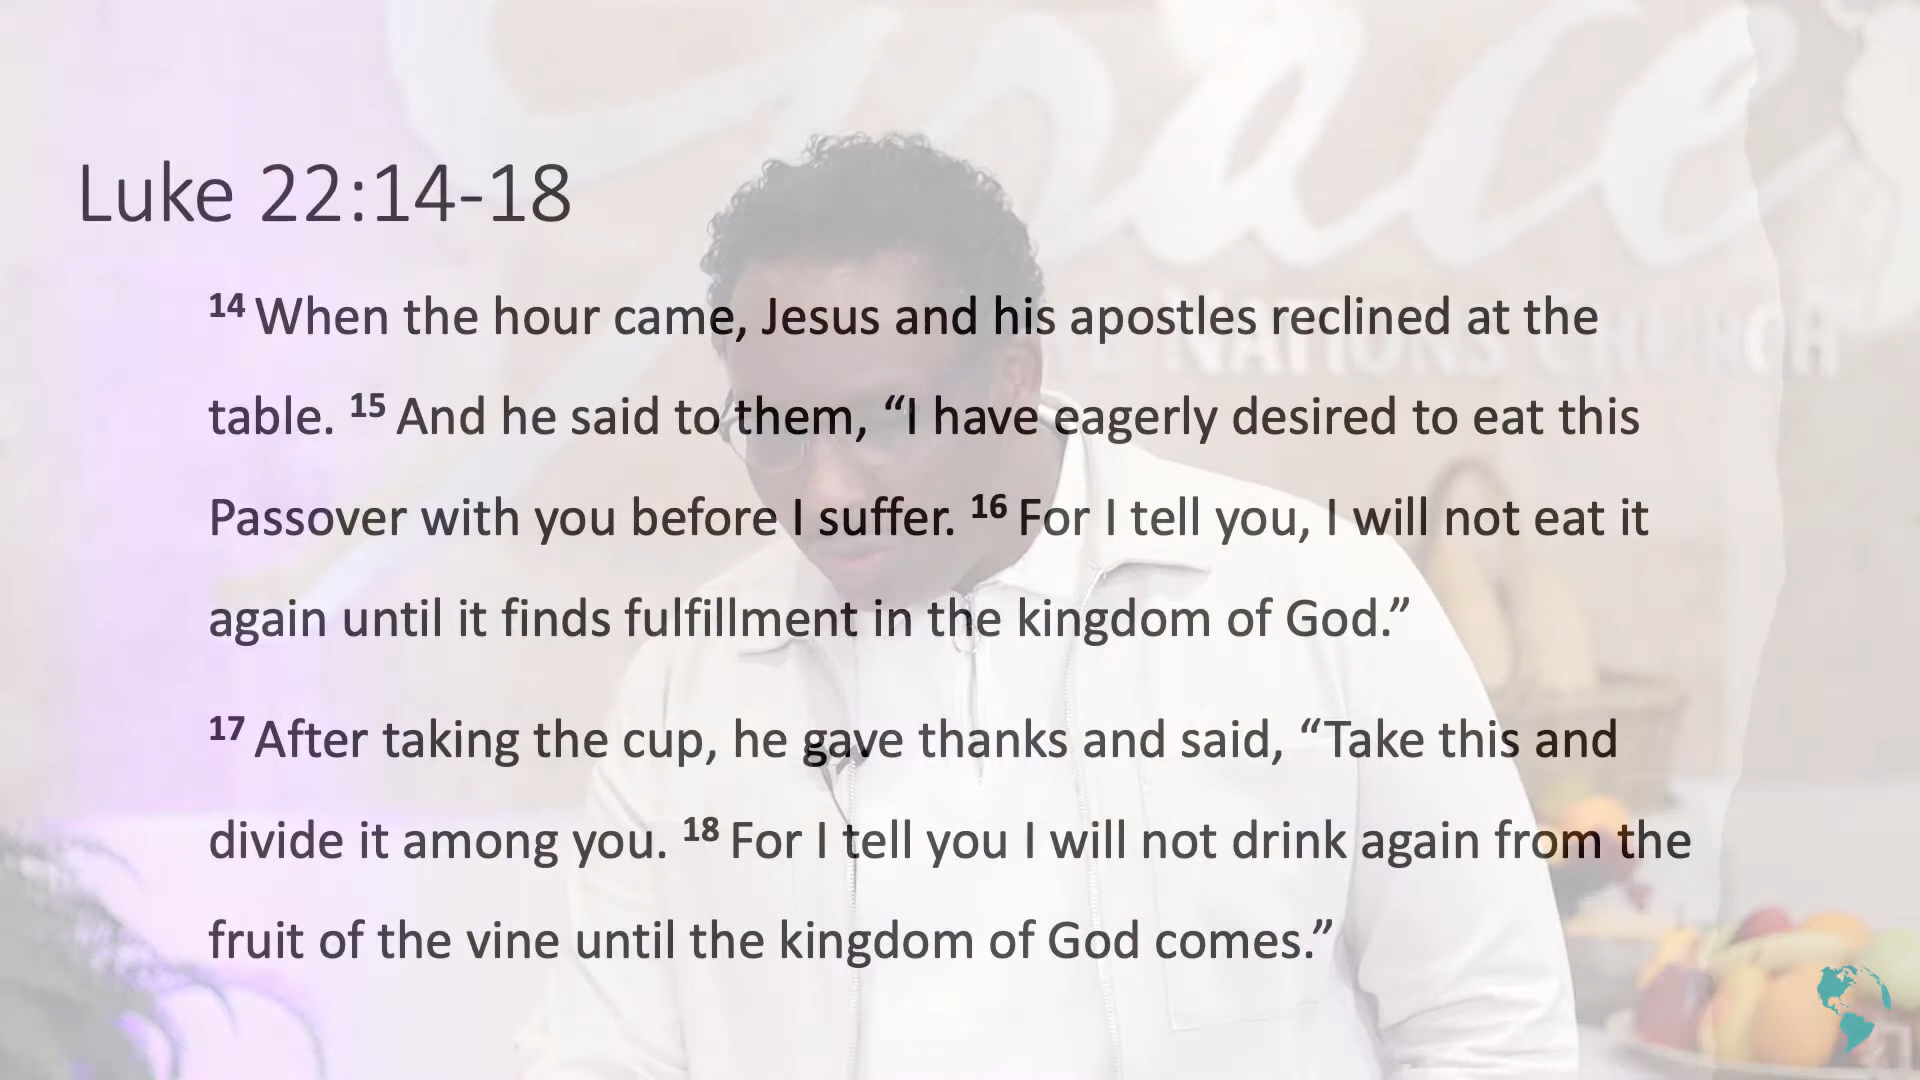 Grace
NATIONS CHURCH
Luke 22:14-18
14 When the hour came, Jesus and his apostles reclined at the
table. 15 And he said to them, “I have eagerly desired to eat this
Passover with you before I suffer. 16 For I tell you, I will not eat it
again until it finds fulfillment in the kingdom of God.”
17 After taking the cup, he gave thanks and said, “Take this and
divide it among you. 18 For I tell you I will not drink again from the
fruit of the vine until the kingdom of God comes.”